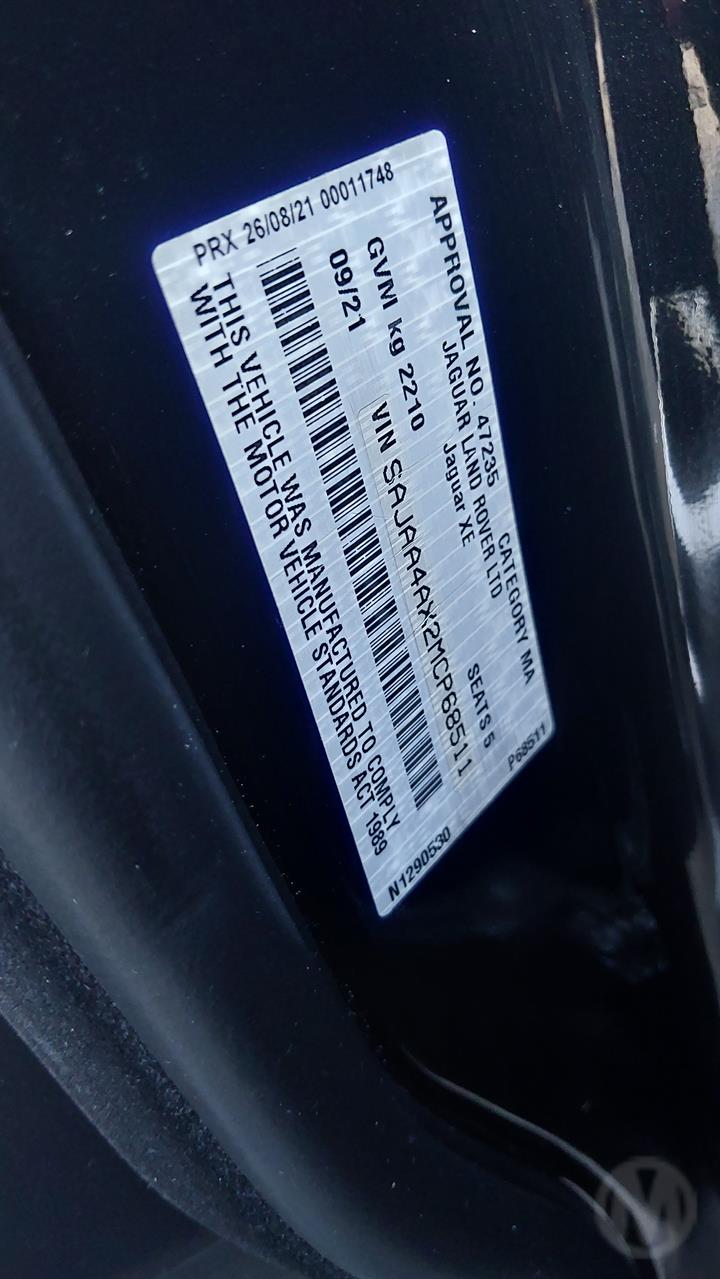 APPROVAL NO. 47235 CATEGORY MA
JAGUAR LAND ROVER LTD
Jaguar XE
GVM kg 2210 SEATS 5
09/21 VIN SAJAA4AX2MCP68511
THIS VEHICLE WAS MANUFACTURED TO COMPLY
WITH THE MOTOR VEHICLE STANDARDS ACT 1989
PRX 26/08/21 00011748
P68511
N1290530
M